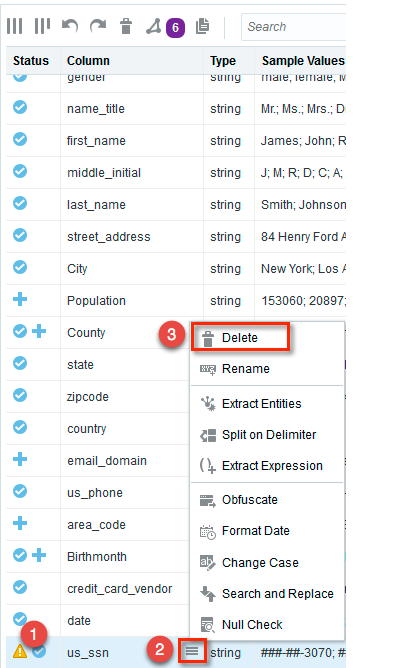 6 Search
Status Column Type Sample Values
gender string male; female; M
name_title string Mr.; Ms.; Mrs.; D
first_name string James; John; R
middle_initial string J; M; R; D; C; A;
last_name string Smith; Johnson
street_address string 84 Henry Ford A
City string New York; Los A
Population string 153060; 20897;
County
state
zipcode
country
email_domain
us_phone
area_code
Birthmonth
credit_card_vendor
date
us_ssn string ###-##-3070; #
3 Delete
Rename
Extract Entities
Split on Delimiter
Extract Expression
Obfuscate
Format Date
Change Case
Search and Replace
Null Check
1
2